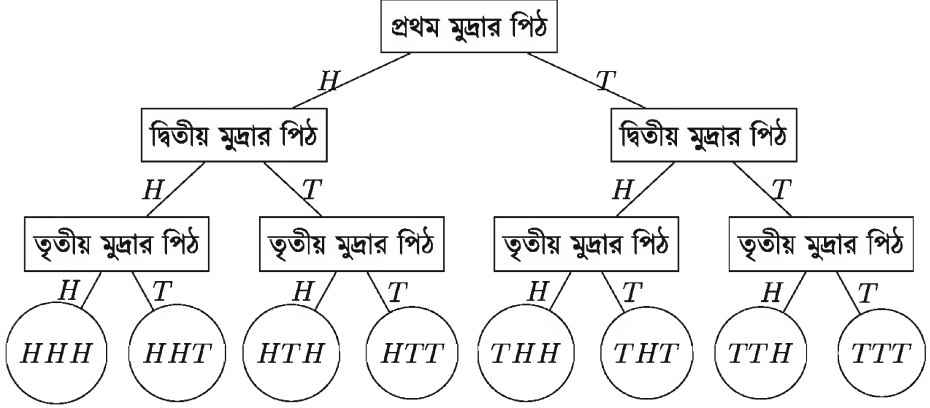 প্রথম মুদ্রার পিঠ
H T
দ্বিতীয় মুদ্রার পিঠ দ্বিতীয় মুদ্রার পিঠ
H T H T
তৃতীয় মুদ্রার পিঠ তৃতীয় মুদ্রার পিঠ তৃতীয় মুদ্রার পিঠ তৃতীয় মুদ্রার পিঠ
H T H T H T H T
HHH HHT HTH HTT THH THT TTH TTT